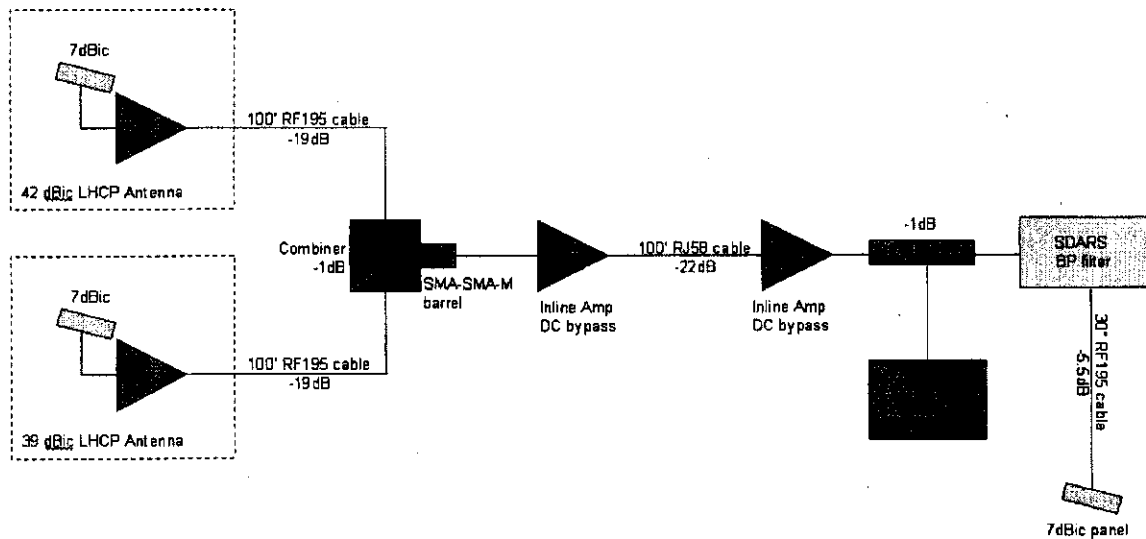 7dBic
100' RF195 cable
-19dB
42 dBic LHCP Antenna
Combiner
-1dB
SMA-SMA-M
barrel
Inline Amp
DC bypass
100' RJ58 cable
-22dB
Inline Amp
DC bypass
-1dB
SDARS
BP filter
30" RF195 cable
-5.5dB
7dBic panel
7dBic
100' RF195 cable
-19dB
39 dBic LHCP Antenna